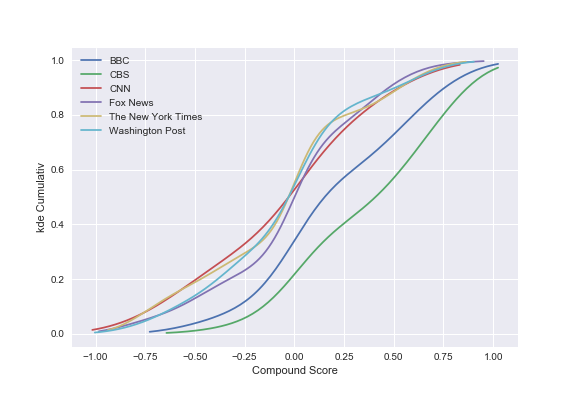 1.0
0.8
0.6
0.4
0.2
0.0
kde Cumulativ
BBC
CBS
CNN
Fox News
The New York Times
Washington Post
−1.00 −0.75 −0.50 −0.25 0.00 0.25 0.50 0.75 1.00
Compound Score